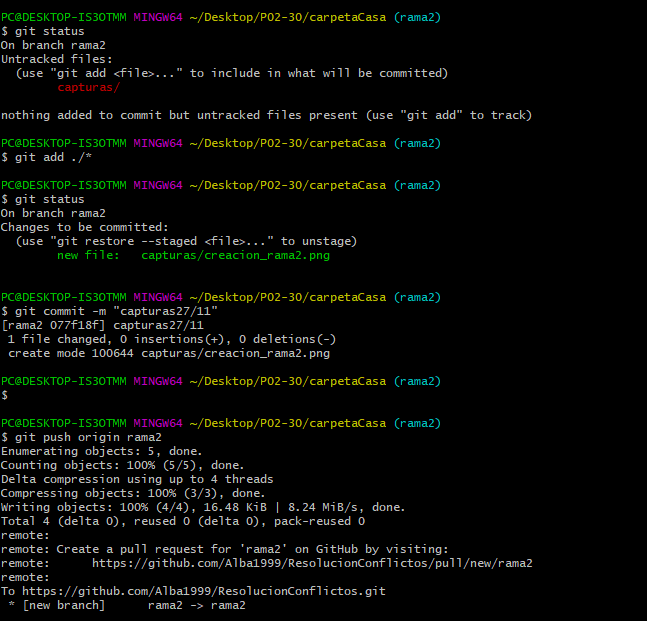 PC@DESKTOP-IS3OTMM MINGW64 ~/Desktop/P02-30/carpetaCasa (rama2)
$ git status
On branch rama2
Untracked files:
  (use "git add <file>..." to include in what will be committed)
        capturas/

nothing added to commit but untracked files present (use "git add" to track)

PC@DESKTOP-IS3OTMM MINGW64 ~/Desktop/P02-30/carpetaCasa (rama2)
$ git add ./*

PC@DESKTOP-IS3OTMM MINGW64 ~/Desktop/P02-30/carpetaCasa (rama2)
$ git status
On branch rama2
Changes to be committed:
  (use "git restore --staged <file>..." to unstage)
        new file:   capturas/creacion_rama2.png


PC@DESKTOP-IS3OTMM MINGW64 ~/Desktop/P02-30/carpetaCasa (rama2)
$ git commit -m "capturas27/11"
[rama2 077f18f] capturas27/11
 1 file changed, 0 insertions(+), 0 deletions(-)
 create mode 100644 capturas/creacion_rama2.png

PC@DESKTOP-IS3OTMM MINGW64 ~/Desktop/P02-30/carpetaCasa (rama2)
$

PC@DESKTOP-IS3OTMM MINGW64 ~/Desktop/P02-30/carpetaCasa (rama2)
$ git push origin rama2
Enumerating objects: 5, done.
Counting objects: 100% (5/5), done.
Delta compression using up to 4 threads
Compressing objects: 100% (3/3), done.
Writing objects: 100% (4/4), 16.48 KiB | 8.24 MiB/s, done.
Total 4 (delta 0), reused 0 (delta 0), pack-reused 0
remote:
remote: Create a pull request for 'rama2' on GitHub by visiting:
remote:      https://github.com/Alba1999/ResolucionConflictos/pull/new/rama2
remote:
To https://github.com/Alba1999/ResolucionConflictos.git
 * [new branch]      rama2 -> rama2